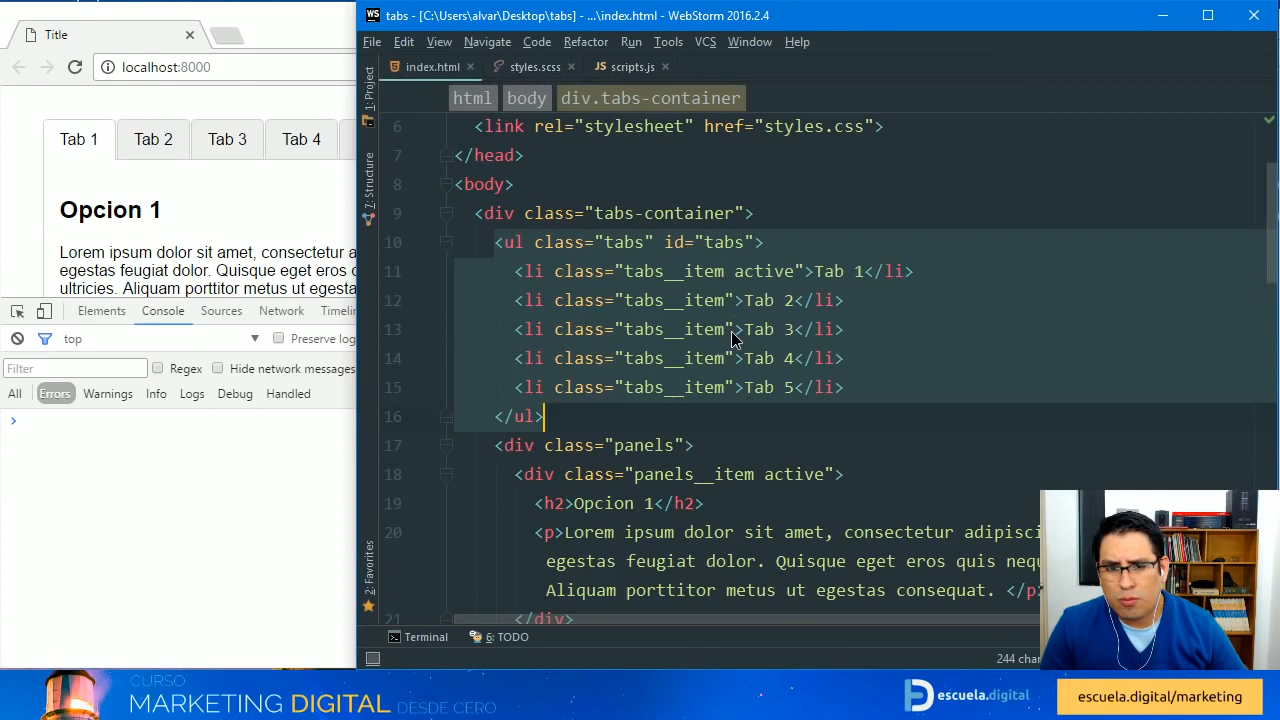 Title
localhost:8000
Tab 1
Tab 2
Tab 3
Tab 4
Opcion 1
Lorem ipsum dolor sit amet, consectetur a
egestas feugiat dolor. Quisque eget eros
ultricies. Aliquam porttitor metus ut egestas
Elements Console Sources Network Timeli
top Preserve log
Filter Regex Hide network messages
All Errors Warnings Info Logs Debug Handled
WS tabs - [C:\Users\alvar\Desktop\tabs] - ...\index.html - WebStorm 2016.2.4
File Edit View Navigate Code Refactor Run Tools VCS Window Help
index.html styles.scss JS scripts.js
html body div.tabs-container
1: Project
7: Structure
2: Favorites
6 <link rel="stylesheet" href="styles.css">
7 </head>
8 <body>
9 <div class="tabs-container">
10 <ul class="tabs" id="tabs">
11 <li class="tabs__item active">Tab 1</li>
12 <li class="tabs__item">Tab 2</li>
13 <li class="tabs__item">Tab 3</li>
14 <li class="tabs__item">Tab 4</li>
15 <li class="tabs__item">Tab 5</li>
16 </ul>
17 <div class="panels">
18 <div class="panels__item active">
19 <h2>Opcion 1</h2>
20 <p>Lorem ipsum dolor sit amet, consectetur adipisci
egestas feugiat dolor. Quisque eget eros quis nequ
Aliquam porttitor metus ut egestas consequat. </p>
21 </div>
Terminal 6: TODO
244 char
CURSO
MARKETING DIGITAL DESDE CERO
escuela.digital
escuela.digital/marketing